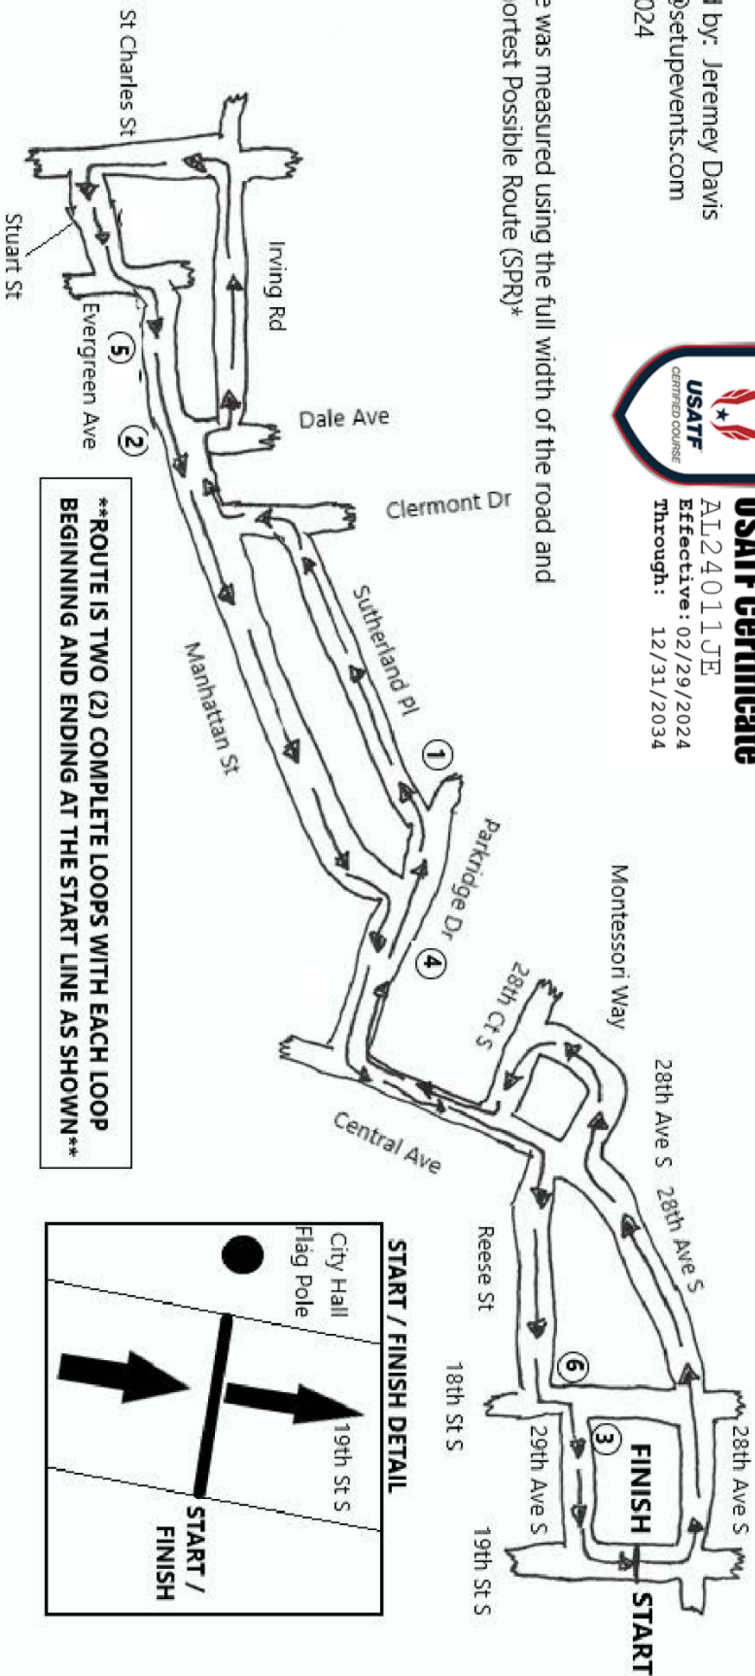 d by: Jeremey Davis
@setupevents.com
024
e was measured using the full width of the road and
ortest Possible Route (SPR)*
USATF
CERTIFIED COURSE
USATF Certificate
AL24011JE
Effective: 02/29/2024
Through: 12/31/2034
St Charles St
Stuart St
Irving Rd
Evergreen Ave
5
2
Dale Ave
Clermont Dr
Sutherland Pl
Manhattan St
1
Parkridge Dr
4
28th Ct S
Montessori Way
28th Ave S
28th Ave S
Central Ave
Reese St
18th St S
6
3
29th Ave S
28th Ave S
19th St S
FINISH
START
**ROUTE IS TWO (2) COMPLETE LOOPS WITH EACH LOOP
BEGINNING AND ENDING AT THE START LINE AS SHOWN**
START / FINISH DETAIL
City Hall
Flag Pole
19th St S
START /
FINISH